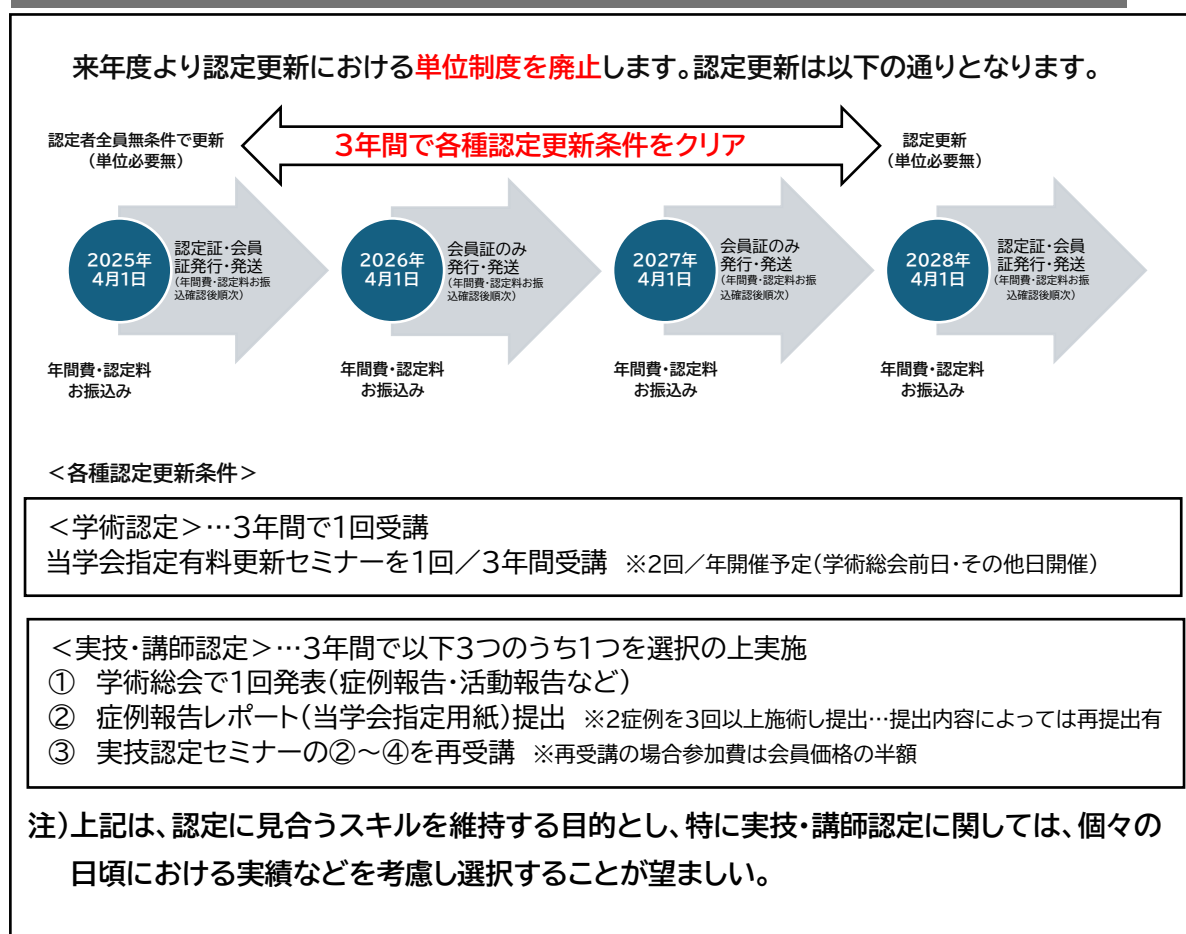 来年度より認定更新における単位制度を廃止します。認定更新は以下の通りとなります。
認定者全員無条件で更新
（単位必要無）
3年間で各種認定更新条件をクリア
認定更新
（単位必要無）
2025年
4月1日
認定証・会員
証発行・発送
（年間費・認定料お振
込確認後順次）
2026年
4月1日
会員証のみ
発行・発送
（年間費・認定料お振
込確認後順次）
2027年
4月1日
会員証のみ
発行・発送
（年間費・認定料お振
込確認後順次）
2028年
4月1日
認定証・会員
証発行・発送
（年間費・認定料お振
込確認後順次）
年間費・認定料
お振込み
年間費・認定料
お振込み
年間費・認定料
お振込み
年間費・認定料
お振込み
＜各種認定更新条件＞
＜学術認定＞…3年間で1回受講
当学会指定有料更新セミナーを1回／3年間受講 ※2回／年開催予定（学術総会前日・その他日開催）
＜実技・講師認定＞…3年間で以下3つのうち1つを選択の上実施
① 学術総会で1回発表（症例報告・活動報告など）
② 症例報告レポート（当学会指定用紙）提出 ※2症例を3回以上施術し提出…提出内容によっては再提出有
③ 実技認定セミナーの②～④を再受講 ※再受講の場合参加費は会員価格の半額
注）上記は、認定に見合うスキルを維持する目的とし、特に実技・講師認定に関しては、個々の
日頃における実績などを考慮し選択することが望ましい。